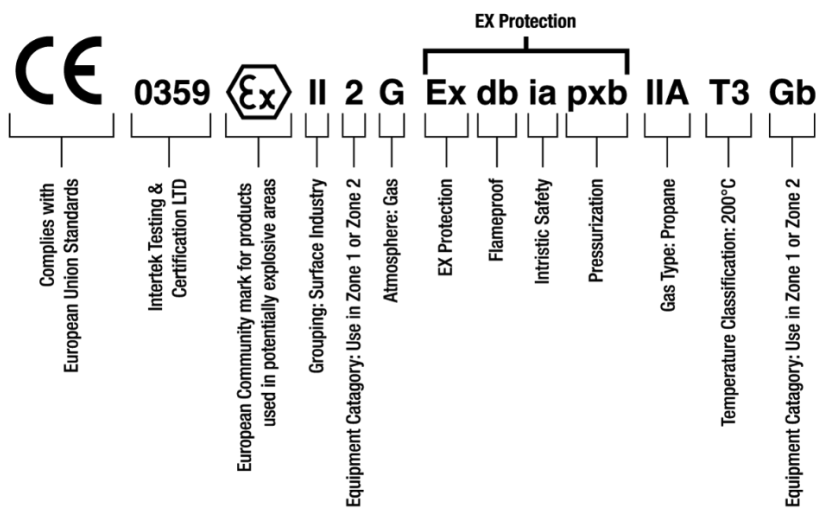 EX Protection
CE 0359 Ex II 2 G Ex db ia pxb IIA T3 Gb
Complies with
European Union Standards
Intertek Testing &
Certification LTD
European Community mark for products
used in potentially explosive areas
Grouping: Surface Industry
Equipment Catagory: Use in Zone 1 or Zone 2
Atmosphere: Gas
EX Protection
Flameproof
Intristic Safety
Pressurization
Gas Type: Propane
Temperature Classification: 200°C
Equipment Catagory: Use in Zone 1 or Zone 2